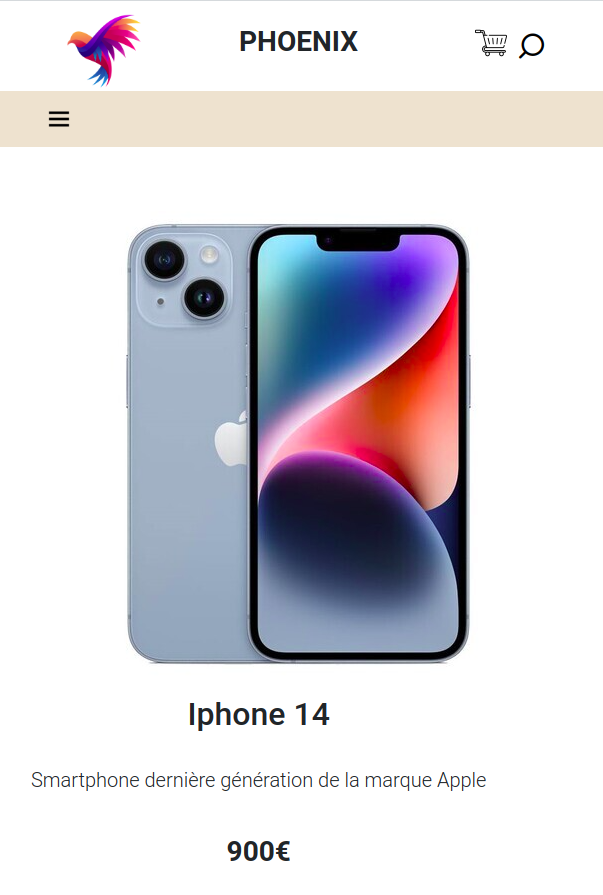 PHOENIX
Iphone 14
Smartphone dernière génération de la marque Apple
900€